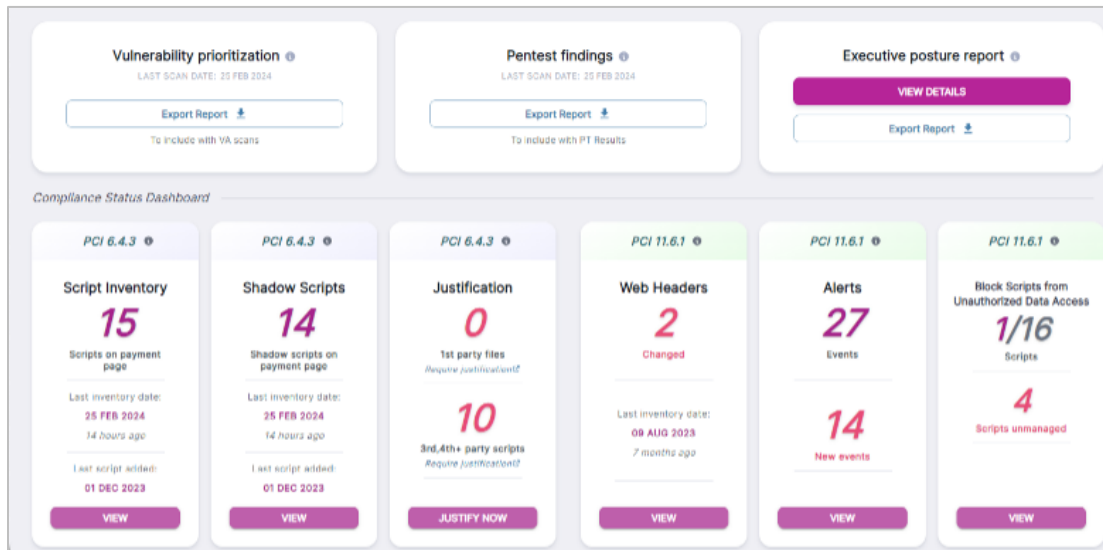 Vulnerability prioritization
LAST SCAN DATE: 25 FEB 2024
Export Report
To include with VA scans
Pentest findings
LAST SCAN DATE: 25 FEB 2024
Export Report
To include with PT Results
Executive posture report
VIEW DETAILS
Export Report
Compliance Status Dashboard
PCI 6.4.3
Script Inventory
15
Scripts on payment
page
Last inventory date:
25 FEB 2024
14 hours ago
Last script added:
01 DEC 2023
VIEW
PCI 6.4.3
Shadow Scripts
14
Shadow scripts on
payment page
Last inventory date:
25 FEB 2024
14 hours ago
Last script added:
01 DEC 2023
VIEW
PCI 6.4.3
Justification
0
1st party files
Require justification
10
3rd,4th+ party scripts
Require justification
JUSTIFY NOW
PCI 11.6.1
Web Headers
2
Changed
Last inventory date:
09 AUG 2023
7 months ago
VIEW
PCI 11.6.1
Alerts
27
Events
14
New events
VIEW
PCI 11.6.1
Block Scripts from
Unauthorized Data Access
1/16
Scripts
4
Scripts unmanaged
VIEW